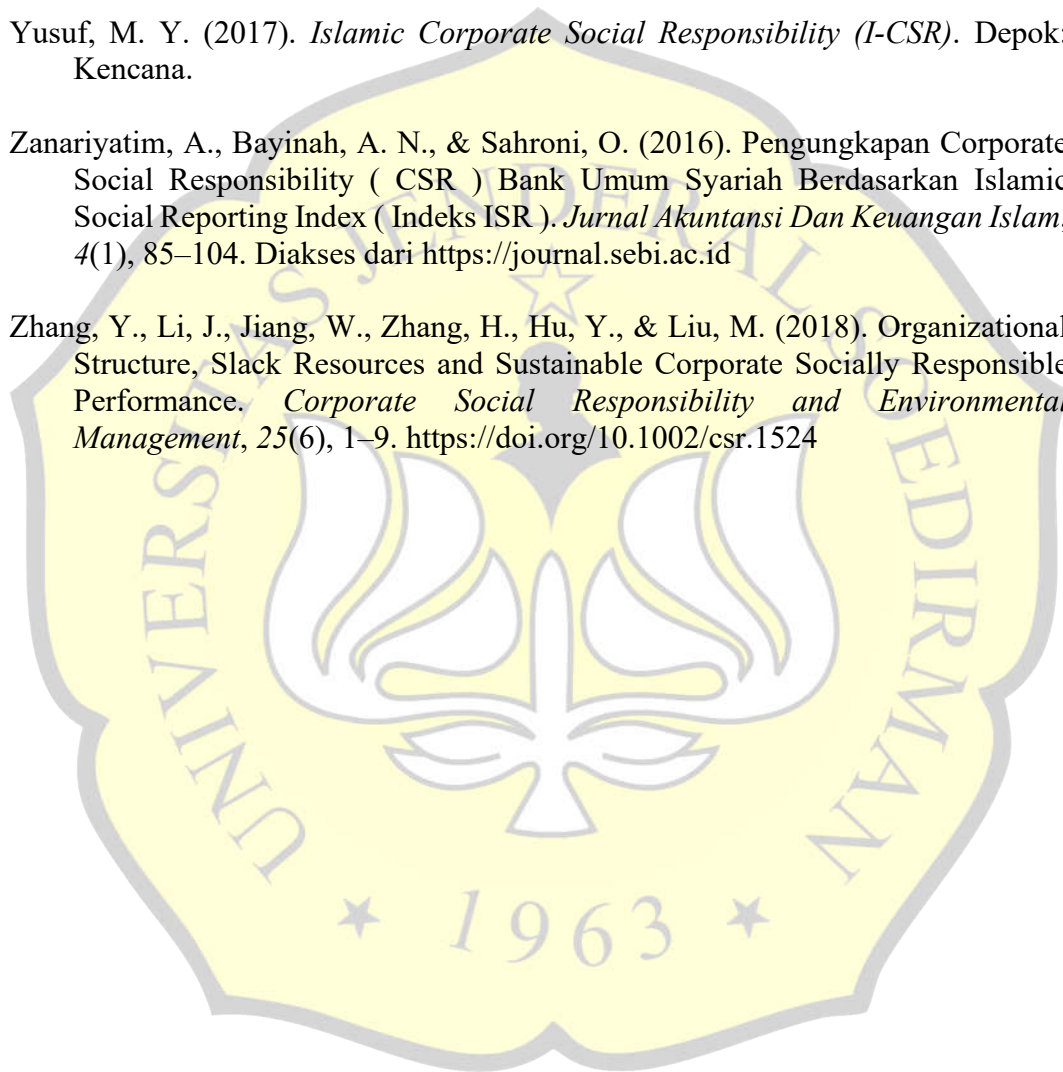 Yusuf, M. Y. (2017). Islamic Corporate Social Responsibility (I-CSR). Depok:
Kencana.
Zanariyatim, A., Bayinah, A. N., & Sahroni, O. (2016). Pengungkapan Corporate
Social Responsibility ( CSR ) Bank Umum Syariah Berdasarkan Islamic
Social Reporting Index ( Indeks ISR ). Jurnal Akuntansi Dan Keuangan Islam,
4(1), 85–104. Diakses dari https://journal.sebi.ac.id
Zhang, Y., Li, J., Jiang, W., Zhang, H., Hu, Y., & Liu, M. (2018). Organizational
Structure, Slack Resources and Sustainable Corporate Socially Responsible
Performance. Corporate Social Responsibility and Environmental
Management, 25(6), 1–9. https://doi.org/10.1002/csr.1524
UNIVERSITAS JENDERAL SOEDIRMAN
1963